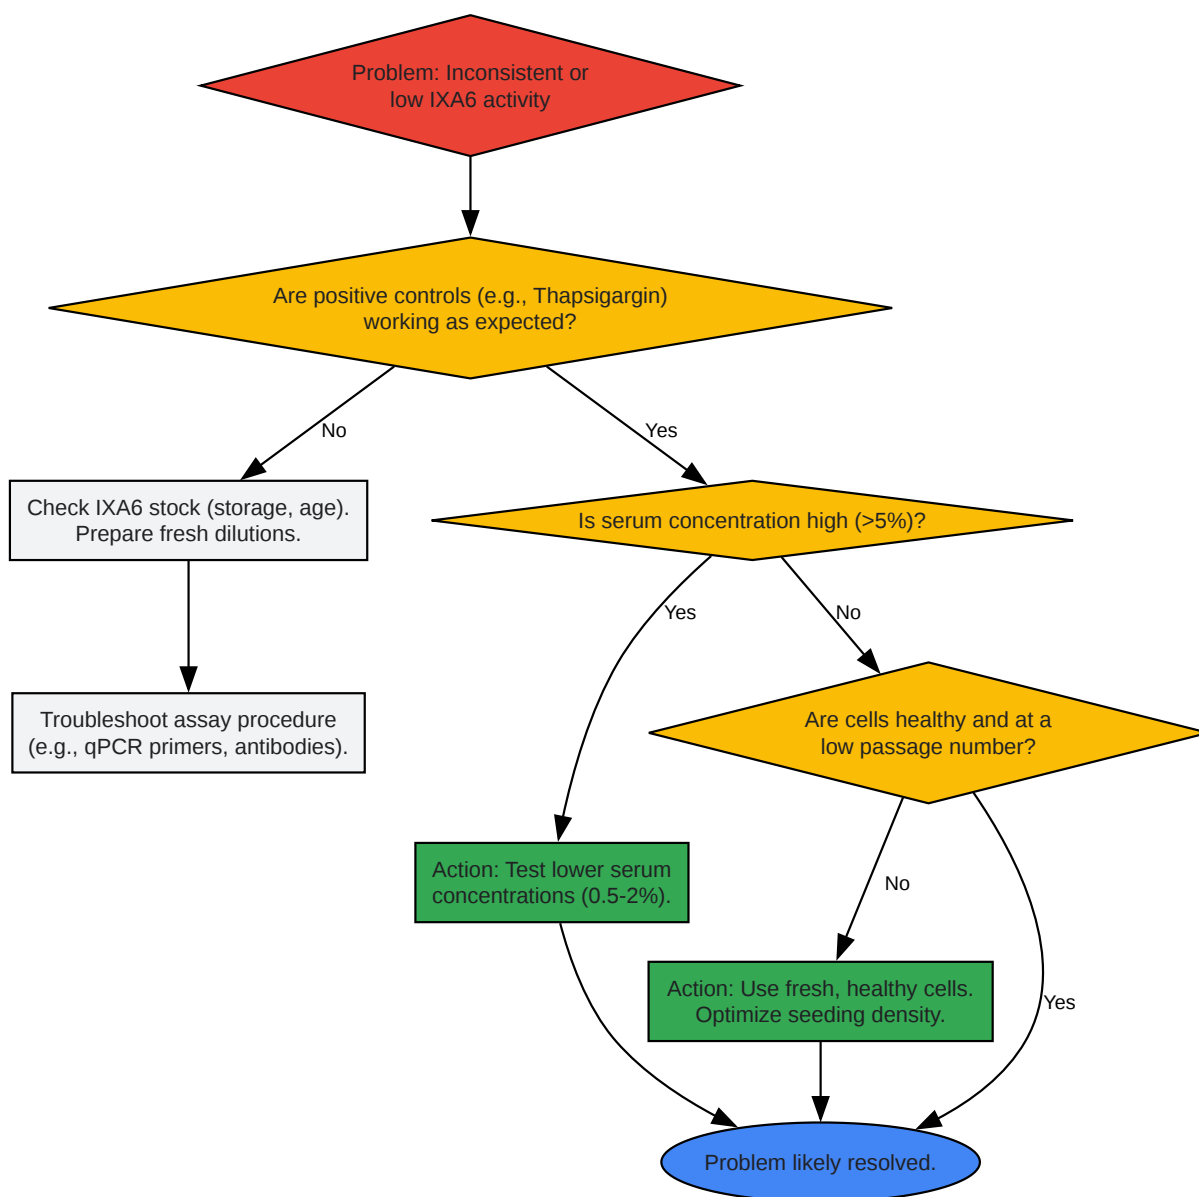 Problem: Inconsistent or
low IXA6 activity
Are positive controls (e.g., Thapsigargin)
working as expected?
No
Yes
Check IXA6 stock (storage, age).
Prepare fresh dilutions.
Is serum concentration high (>5%)?
Yes
No
Troubleshoot assay procedure
(e.g., qPCR primers, antibodies).
Are cells healthy and at a
low passage number?
Action: Test lower serum
concentrations (0.5-2%).
No
Action: Use fresh, healthy cells.
Optimize seeding density.
Yes
Problem likely resolved.